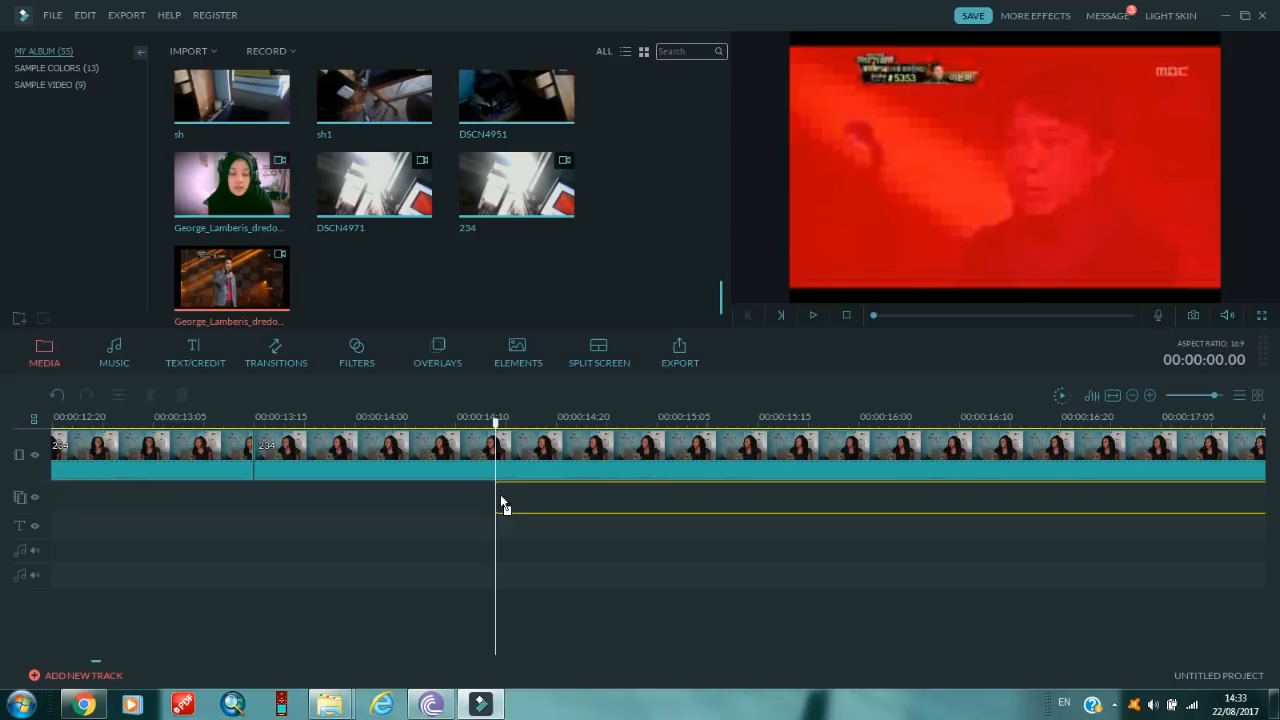 FILE EDIT EXPORT HELP REGISTER
SAVE MORE EFFECTS MESSAGE 3 LIGHT SKIN
MY ALBUM (55)
SAMPLE COLORS (13)
SAMPLE VIDEO (9)
IMPORT RECORD ALL Search
sh sh1 DSCN4951
George_Lamberis_dredo... DSCN4971 234
George_Lamberis_dredo...
#5353
MBC
MEDIA MUSIC TEXT/CREDIT TRANSITIONS FILTERS OVERLAYS ELEMENTS SPLIT SCREEN EXPORT
ASPECT RATIO: 16:9
00:00:00.00
00:00:12:20 00:00:13:05 00:00:13:15 00:00:14:00 00:00:14:10 00:00:14:20 00:00:15:05 00:00:15:15 00:00:16:00 00:00:16:10 00:00:16:20 00:00:17:05
234 234
T
ADD NEW TRACK UNTITLED PROJECT
PDF
EN
14:33
22/08/2017